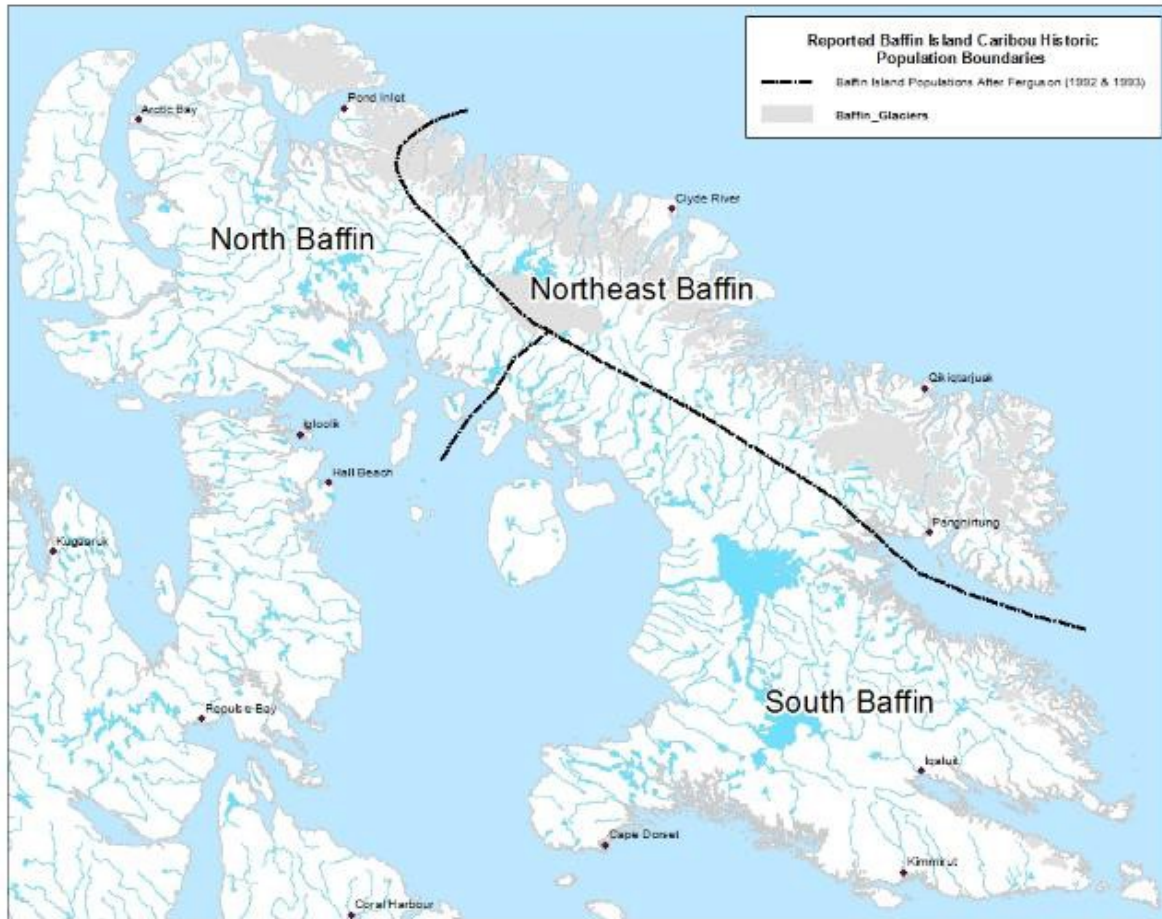 Reported Baffin Island Caribou Historic
Population Boundaries
Baffin Island Populations After Ferguson (1992 & 1993)
Baffin_Glaciers
Arctic Bay
Pond Inlet
Clyde River
North Baffin
Northeast Baffin
Qikiqtarjuak
Igloolik
Hall Beach
Pangnirtung
Kugaaruk
South Baffin
Repulse Bay
Iqaluit
Cape Dorset
Kimmirut
Coral Harbour